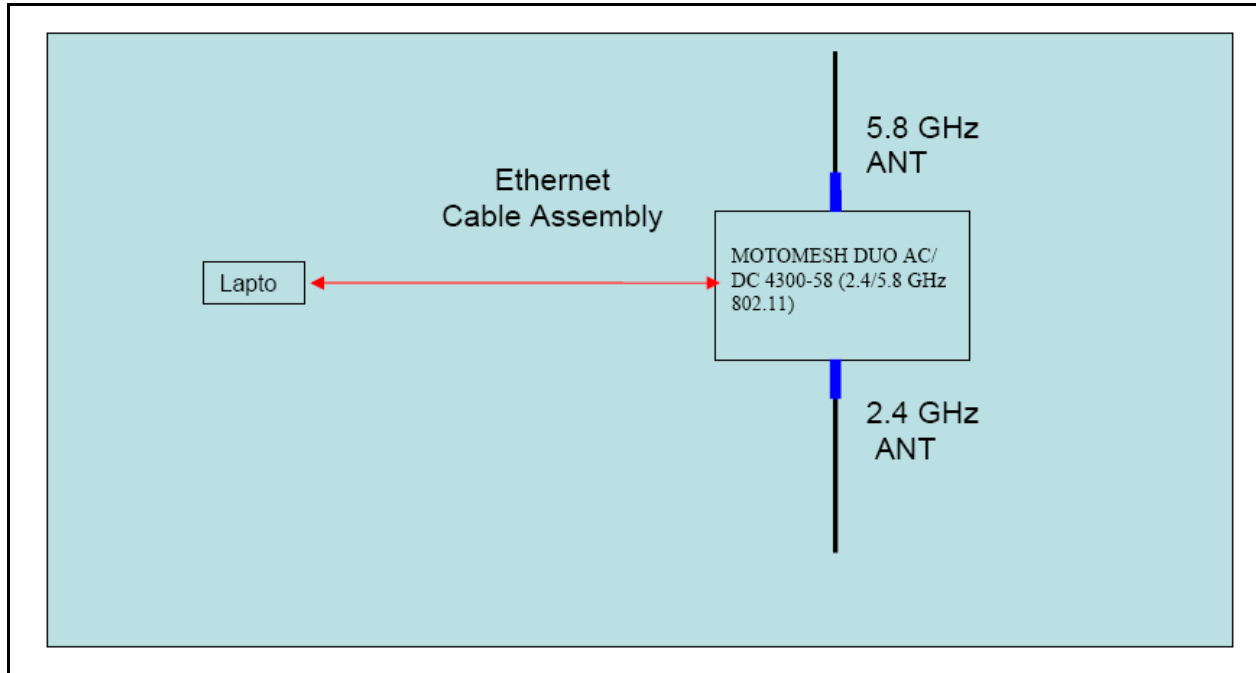 5.8 GHz
ANT
Ethernet
Cable Assembly
MOTOMESH DUO AC/
DC 4300-58 (2.4/5.8 GHz
802.11)
Lapto
2.4 GHz
ANT